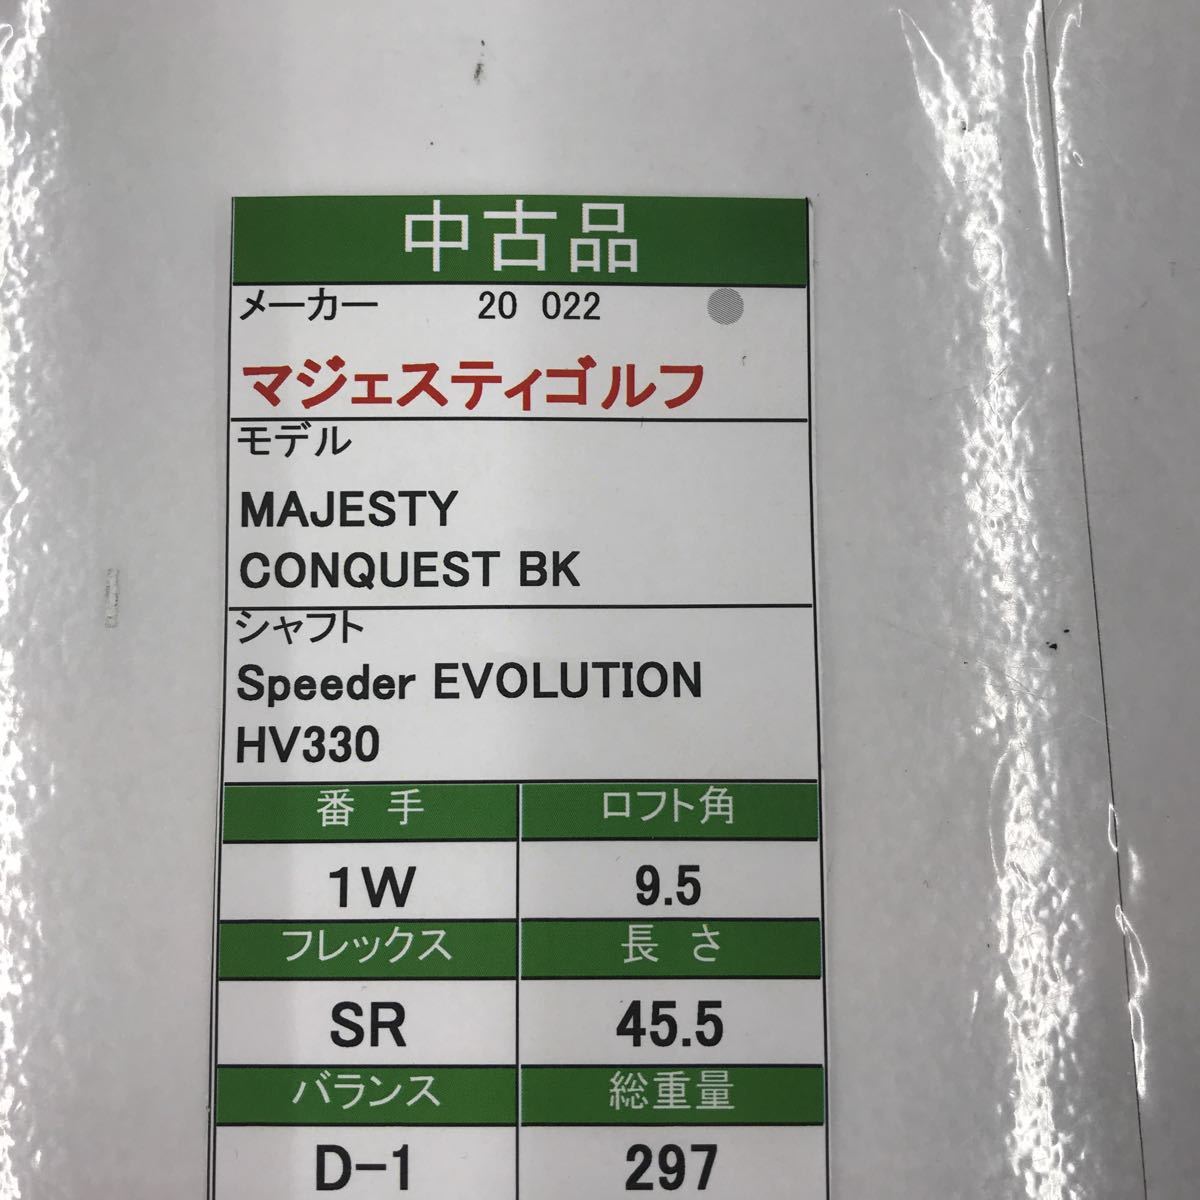 中古品
メーカー 20 022
マジェスティゴルフ
モデル
MAJESTY
CONQUEST BK
シャフト
Speeder EVOLUTION
HV330
番 手 ロフト角
1W 9.5
フレックス 長 さ
SR 45.5
バランス 総重量
D-1 297